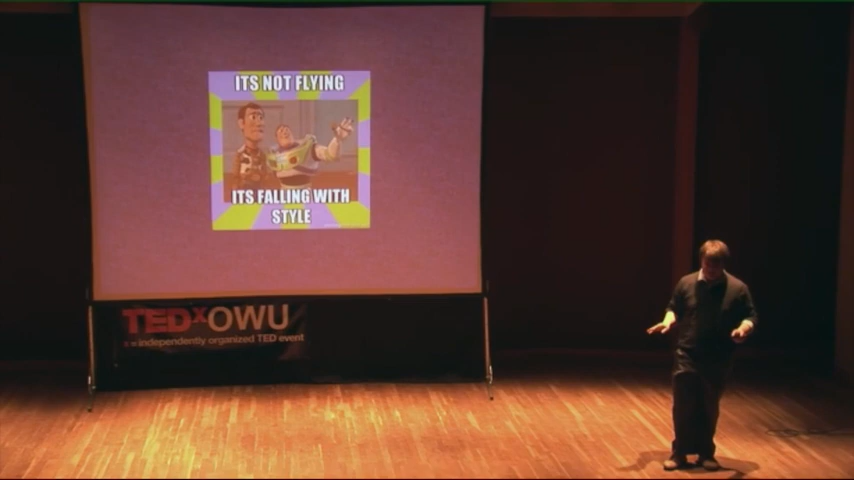 ITS NOT FLYING
ITS FALLING WITH
STYLE
TEDxOWU
independently organized TED event